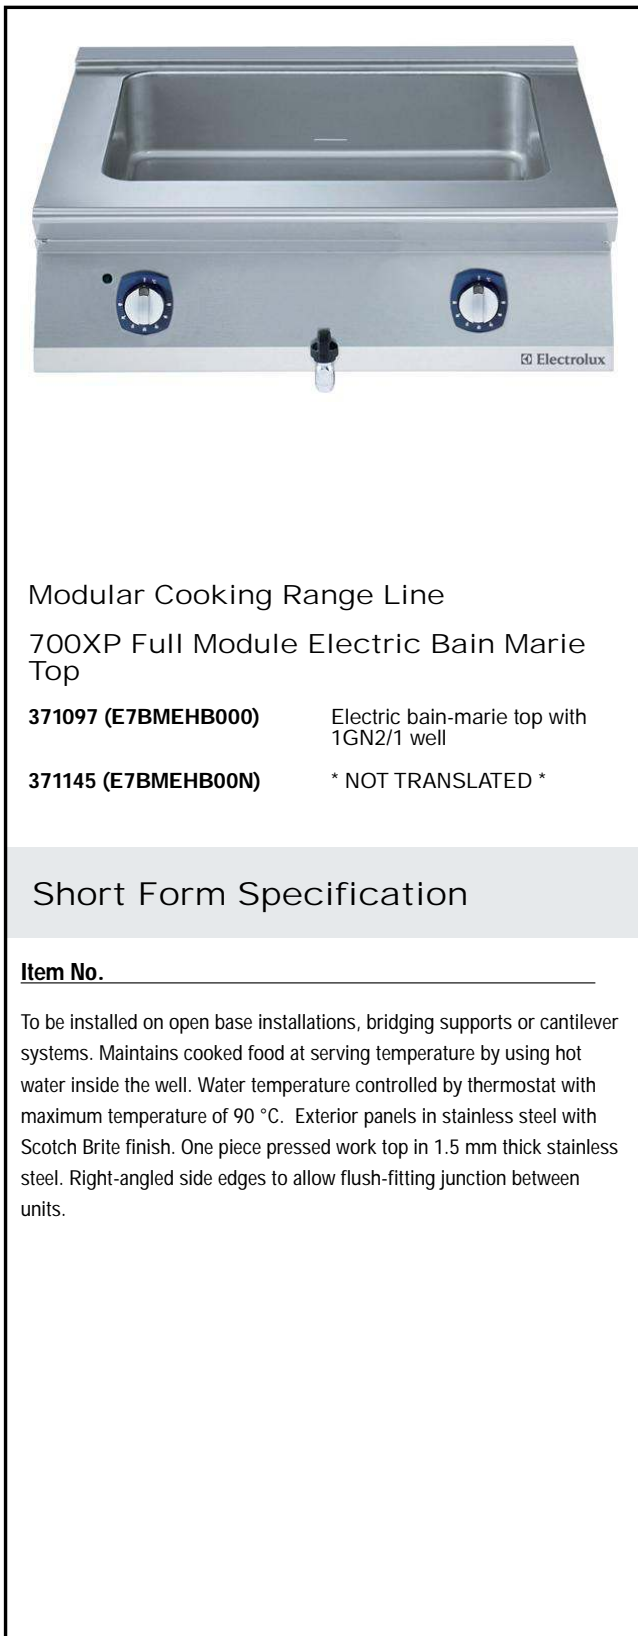 Electrolux
Modular Cooking Range Line
700XP Full Module Electric Bain Marie
Top
371097 (E7BMEHB000)
Electric bain-marie top with
1GN2/1 well
371145 (E7BMEHB00N)
* NOT TRANSLATED *
Short Form Specification
Item No.
To be installed on open base installations, bridging supports or cantilever
systems. Maintains cooked food at serving temperature by using hot
water inside the well. Water temperature controlled by thermostat with
maximum temperature of 90 °C.  Exterior panels in stainless steel with
Scotch Brite finish. One piece pressed work top in 1.5 mm thick stainless
steel. Right-angled side edges to allow flush-fitting junction between
units.